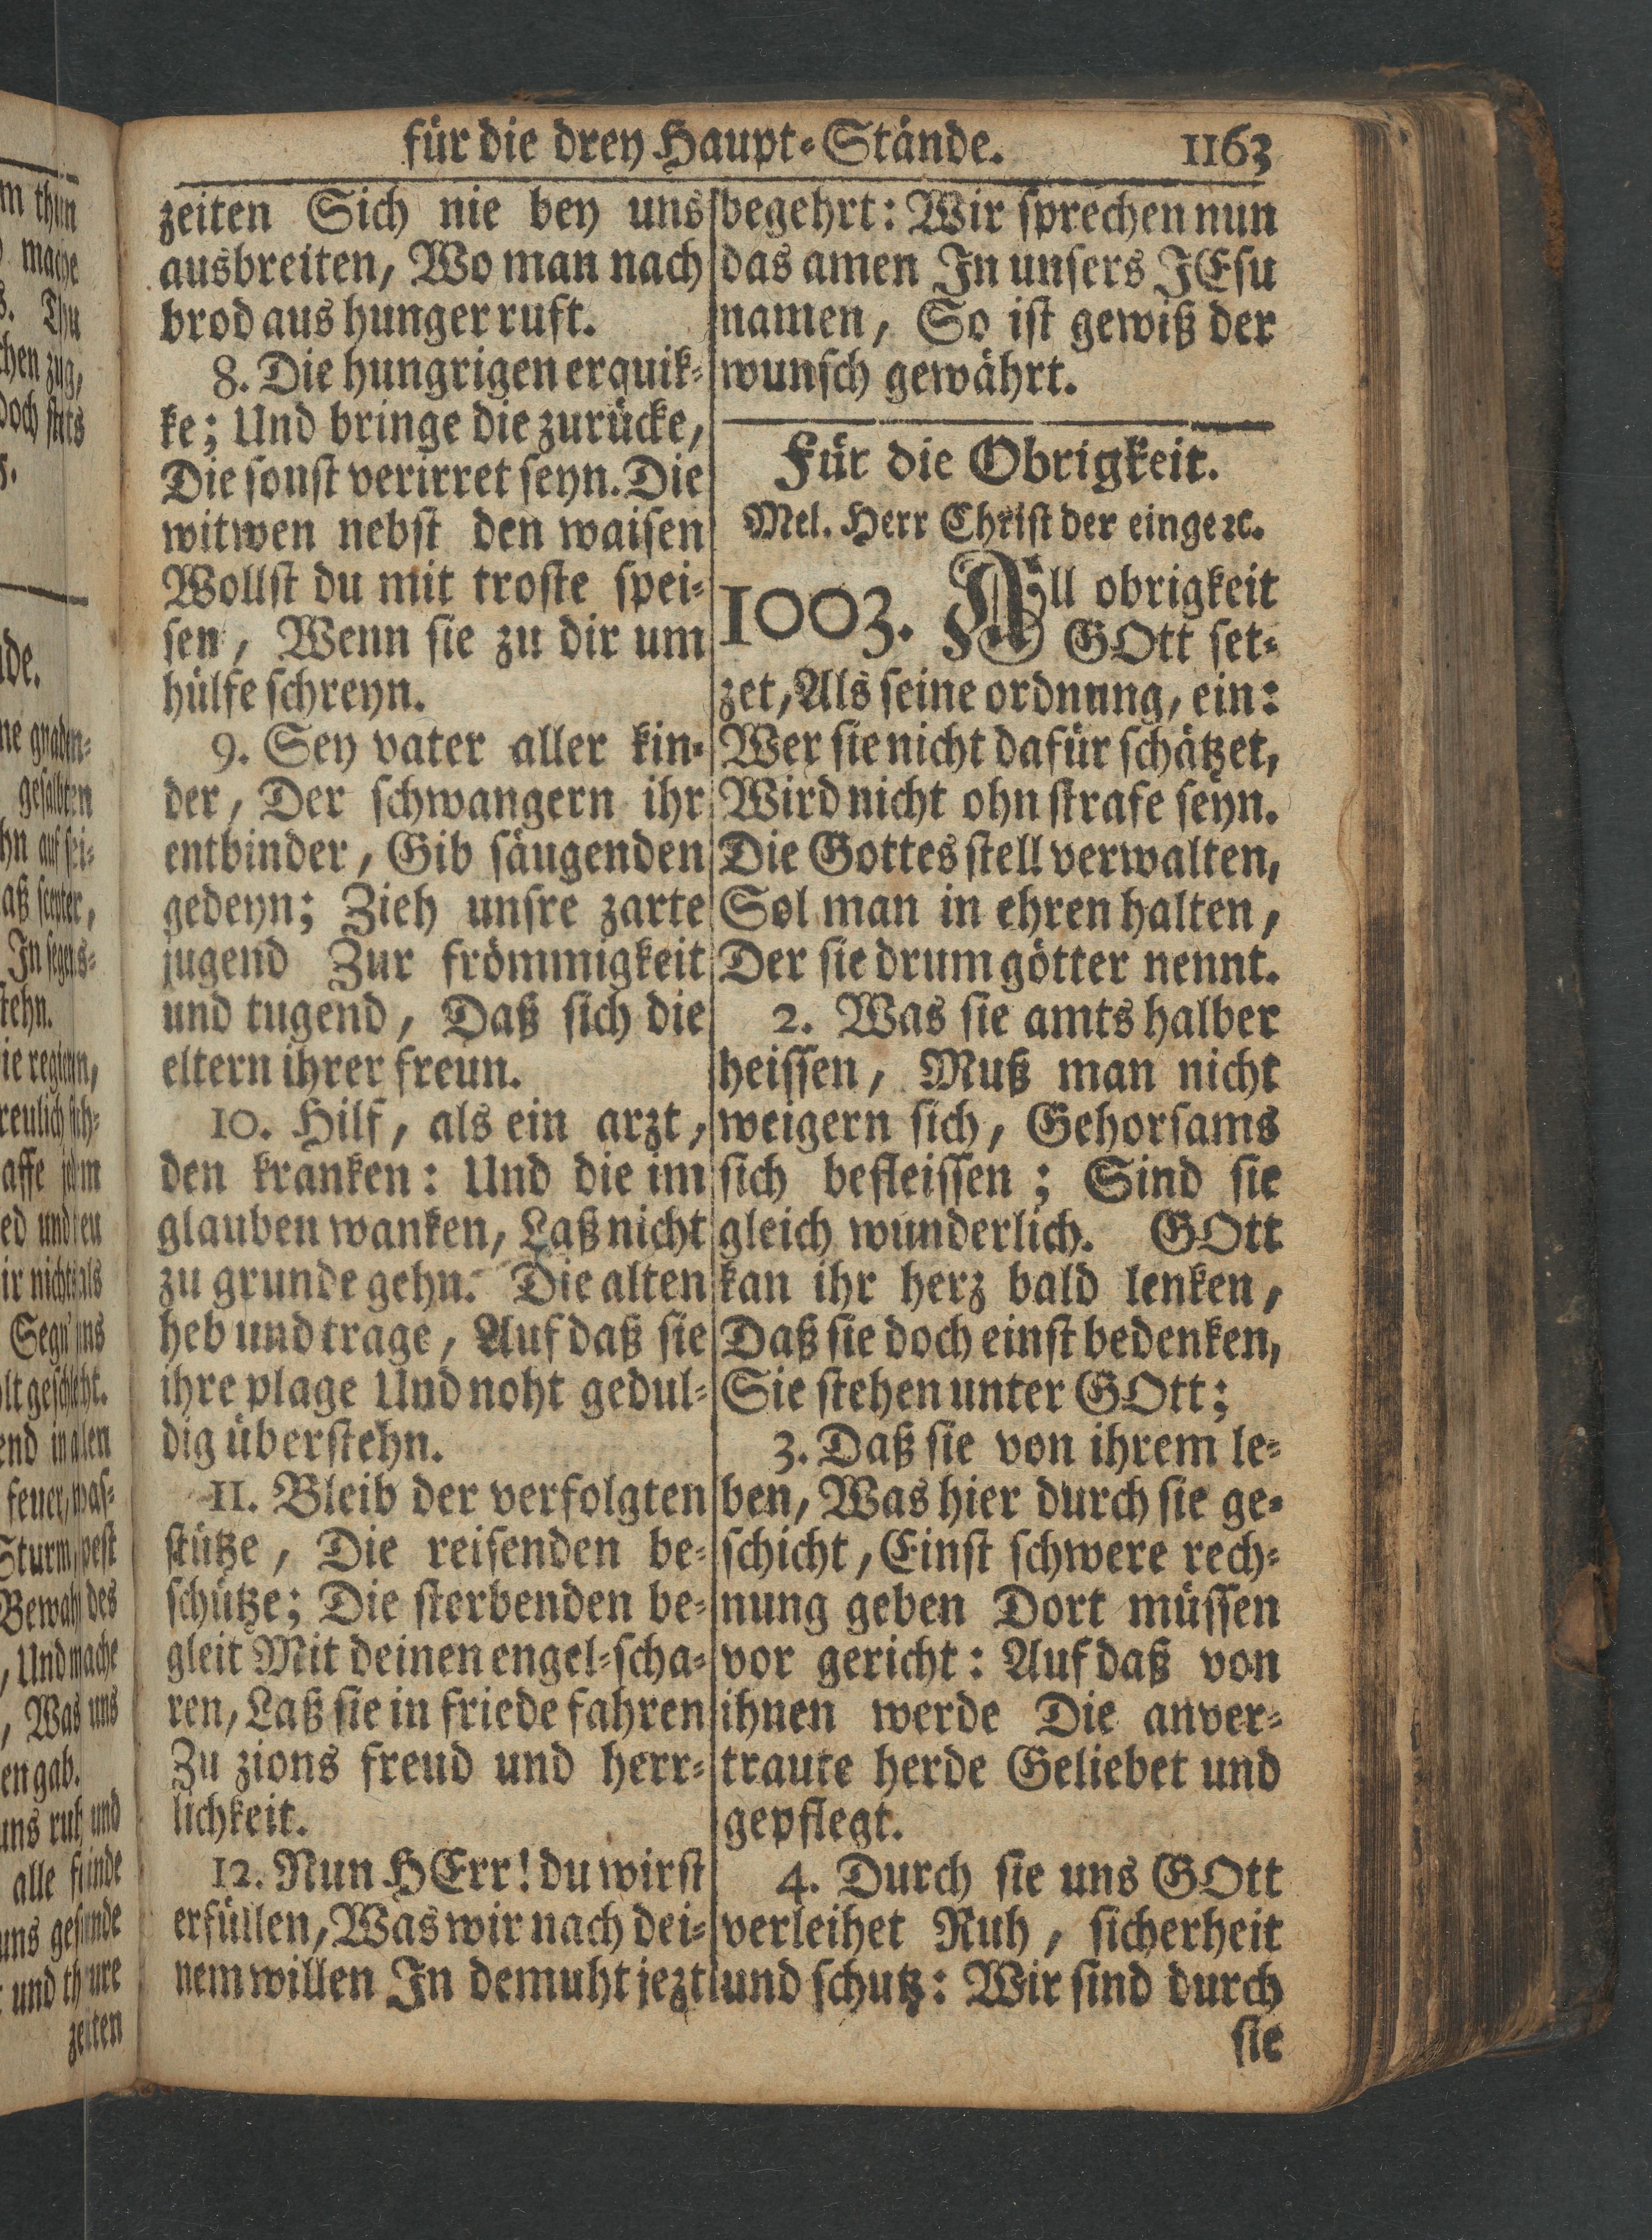 für die drey Haupt-Stände. 1163
zeiten Sich nie bey uns
ausbreiten, Wo man nach
brod aus hunger ruft.
8. Die hungrigen erquik-
ke; Und bringe die zurücke,
Die sonst verirret seyn. Die
witwen nebst den waisen
Wollst du mit troste spei-
sen, Wenn sie zu dir um
hülfe schreyn.
9. Sey vater aller kin-
der, Der schwangern ihr
entbinder, Gib säugenden
gedeyn; Zieh unsre zarte
jugend Zur frömmigkeit
und tugend, Daß sich die
eltern ihrer freun.
10. Hilf, als ein arzt,
den kranken: Und die im
glauben wanken, Laß nicht
zu grunde gehn. Die alten
heb und trage, Auf daß sie
ihre plage Und noht gedul-
dig überstehn.
11. Bleib der verfolgten
stütze, Die reisenden be-
schütze; Die sterbenden be-
gleit Mit deinen engel-scha-
ren, Laß sie in friede fahren
Zu zions freud und herr-
lichkeit.
12. Nun HErr! du wirst
erfüllen, Was wir nach dei-
nem willen In demuht jezt
begehrt: Wir sprechen nun
das amen In unsers JEsu
namen, So ist gewiß der
wunsch gewährt.
Für die Obrigkeit.
Mel. Herr Christ der einge ꝛc.
1003. All obrigkeit
GOtt set-
zet, Als seine ordnung, ein:
Wer sie nicht dafür schätzet,
Wird nicht ohn strafe seyn.
Die Gottes stell verwalten,
Sol man in ehren halten,
Der sie drum götter nennt.
2. Was sie amts halber
heissen, Muß man nicht
weigern sich, Gehorsams
sich befleissen; Sind sie
gleich wunderlich. GOtt
kan ihr herz bald lenken,
Daß sie doch einst bedenken,
Sie stehen unter GOtt;
3. Daß sie von ihrem le-
ben, Was hier durch sie ge-
schicht, Einst schwere rech-
nung geben Dort müssen
vor gericht: Auf daß von
ihnen werde Die anver-
traute herde Geliebet und
gepflegt.
4. Durch sie uns GOtt
verleihet Ruh, sicherheit
und schutz: Wir sind durch
sie